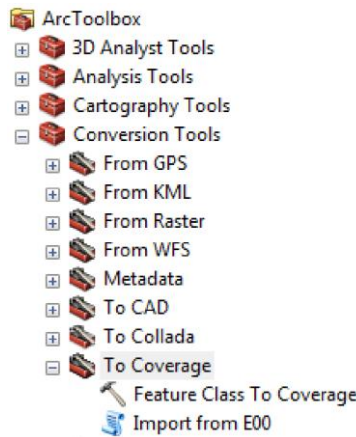 ArcToolbox
3D Analyst Tools
Analysis Tools
Cartography Tools
Conversion Tools
From GPS
From KML
From Raster
From WFS
Metadata
To CAD
To Collada
To Coverage
Feature Class To Coverage
Import from E00